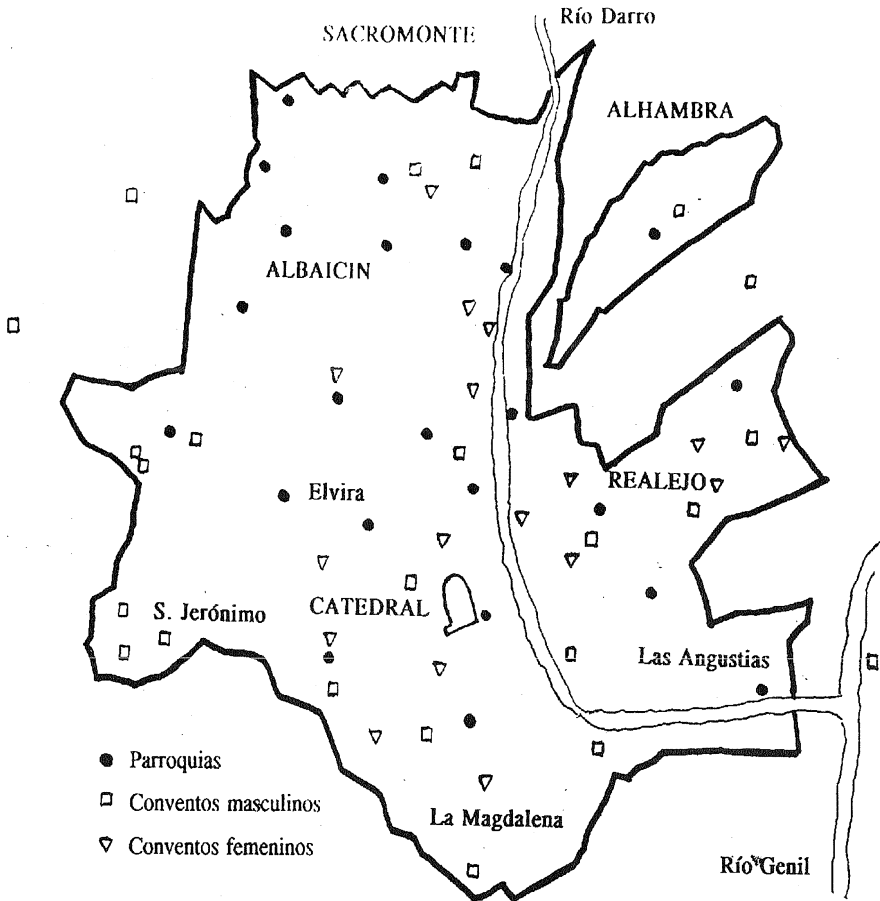 Río Darro
SACROMONTE
ALHAMBRA
ALBAICIN
REALEJO
Elvira
S. Jerónimo
CATEDRAL
Las Angustias
Parroquias
Conventos masculinos
La Magdalena
Conventos femeninos
Río Genil